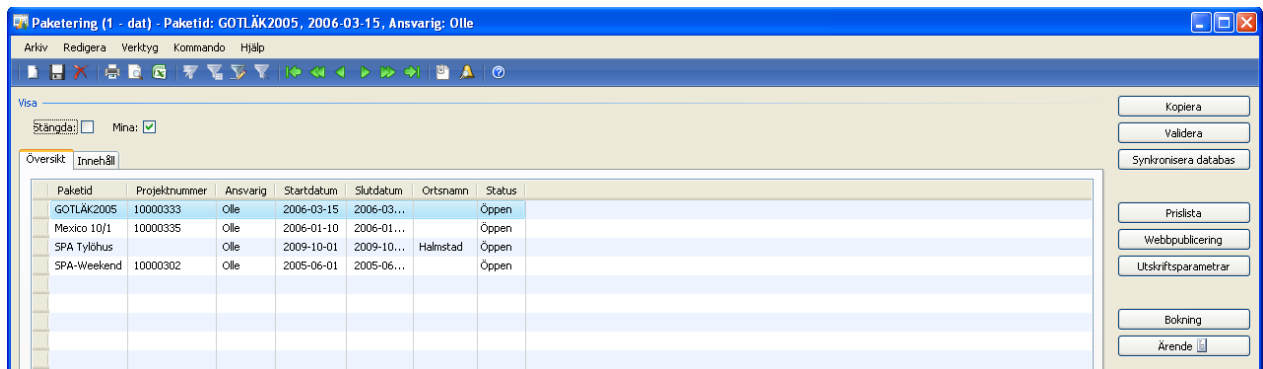 Paketering (1 - dat) - Paketid: GOTLÄK2005, 2006-03-15, Ansvarig: Olle
Arkiv Redigera Verktyg Kommando Hjälp
Visa
Stängda: Mina:
Översikt Innehåll
Paketid Projektnummer Ansvarig Startdatum Slutdatum Ortsnamn Status
GOTLÄK2005 10000333 Olle 2006-03-15 2006-03... Öppen
Mexico 10/1 10000335 Olle 2006-01-10 2006-01... Öppen
SPA Tylöhus Olle 2009-10-01 2009-10... Halmstad Öppen
SPA-Weekend 10000302 Olle 2005-06-01 2005-06... Öppen
Kopiera
Validera
Synkronisera databas
Prislista
Webbpublicering
Utskriftsparametrar
Bokning
Ärende